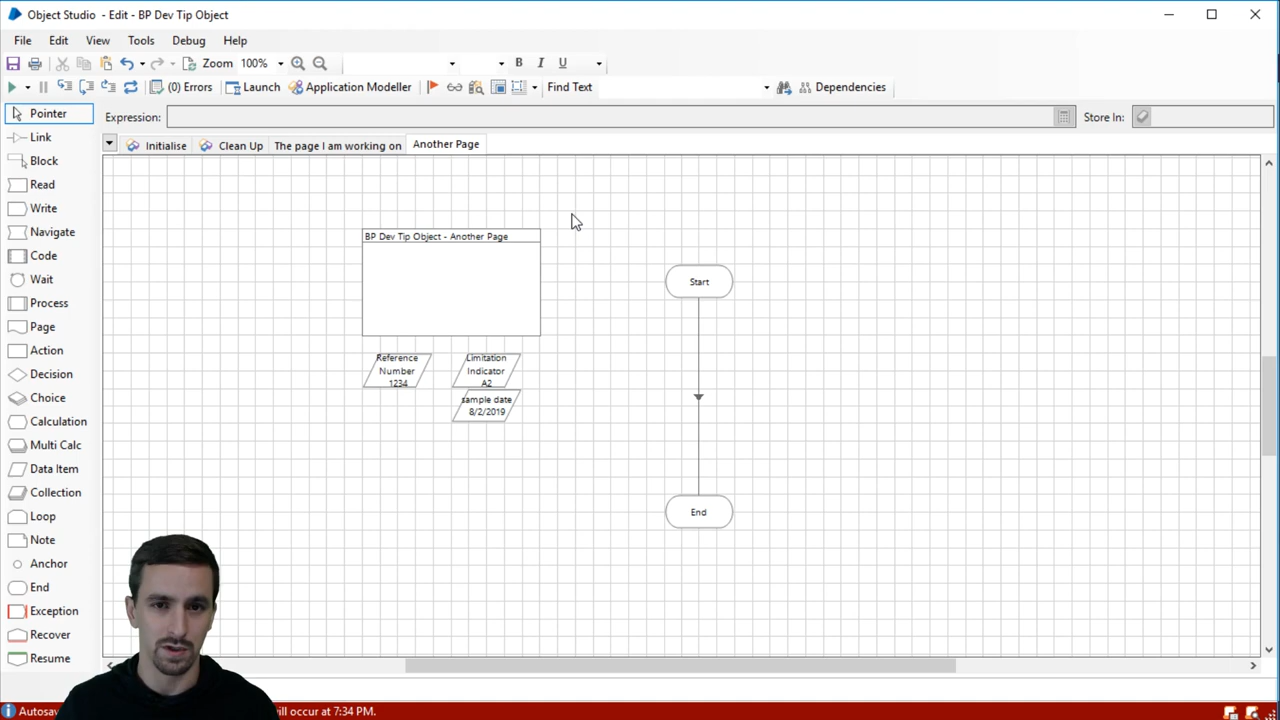 Object Studio - Edit - BP Dev Tip Object
File Edit View Tools Debug Help
Zoom 100% B I U
(0) Errors Launch Application Modeller Find Text Dependencies
Expression: Store In:
Initialise Clean Up The page I am working on Another Page
Pointer
Link
Block
Read
Write
Navigate
Code
Wait
Process
Page
Action
Decision
Choice
Calculation
Multi Calc
Data Item
Collection
Loop
Note
Anchor
End
Exception
Recover
Resume
BP Dev Tip Object - Another Page
Reference
Number
1234
Limitation
Indicator
A2
sample date
8/2/2019
Start
End
Autosav
ill occur at 7:34 PM.